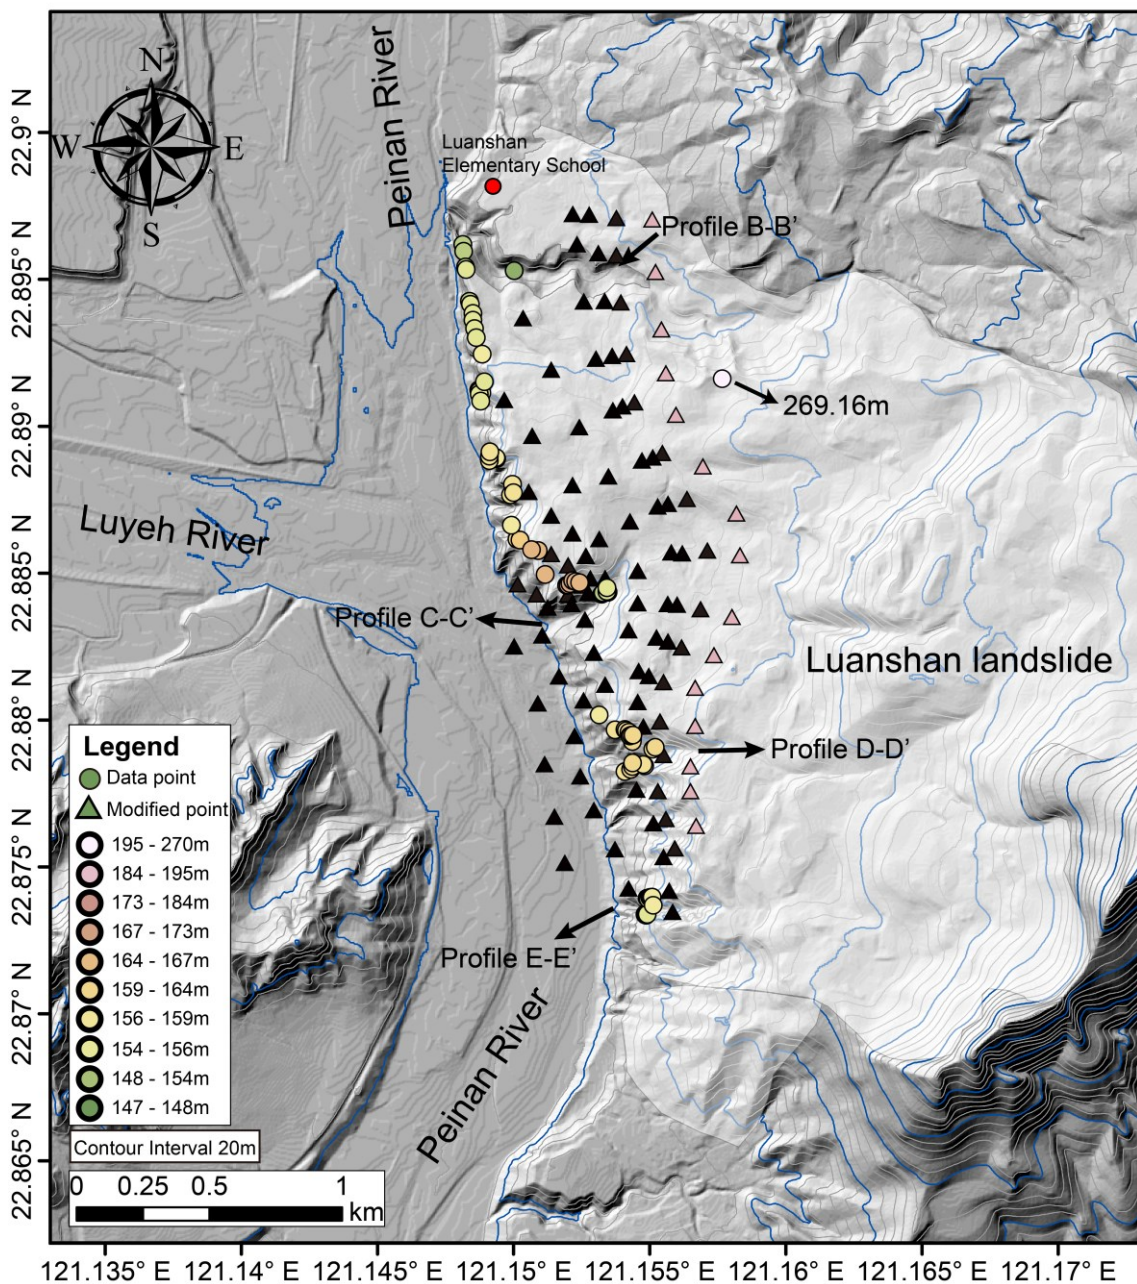 N
W
E
S
Peinan River
Luanshan
Elementary School
Profile B-B’
269.16m
Luyeh River
Profile C-C’
Luanshan landslide
Profile D-D’
Profile E-E’
Peinan River
Legend
Data point
Modified point
195 - 270m
184 - 195m
173 - 184m
167 - 173m
164 - 167m
159 - 164m
156 - 159m
154 - 156m
148 - 154m
147 - 148m
Contour Interval 20m
0 0.25 0.5 1
km
22.9° N
22.895° N
22.89° N
22.885° N
22.88° N
22.875° N
22.87° N
22.865° N
121.135° E 121.14° E 121.145° E 121.15° E 121.155° E 121.16° E 121.165° E 121.17° E